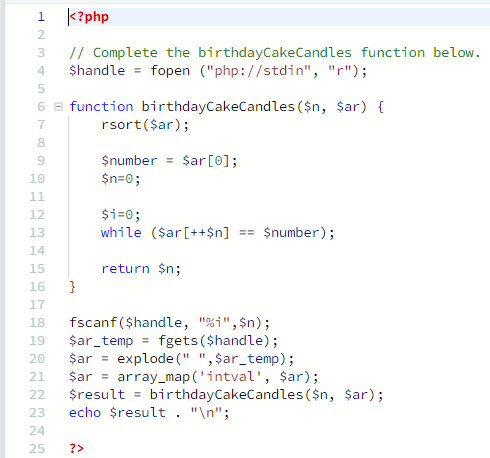 1 <?php
2
3 // Complete the birthdayCakeCandles function below.
4 $handle = fopen ("php://stdin", "r");
5
6 function birthdayCakeCandles($n, $ar) {
7     rsort($ar);
8
9     $number = $ar[0];
10     $n=0;
11
12     $i=0;
13     while ($ar[++$n] == $number);
14
15     return $n;
16 }
17
18 fscanf($handle, "%i",$n);
19 $ar_temp = fgets($handle);
20 $ar = explode(" ",$ar_temp);
21 $ar = array_map('intval', $ar);
22 $result = birthdayCakeCandles($n, $ar);
23 echo $result . "\n";
24
25 ?>